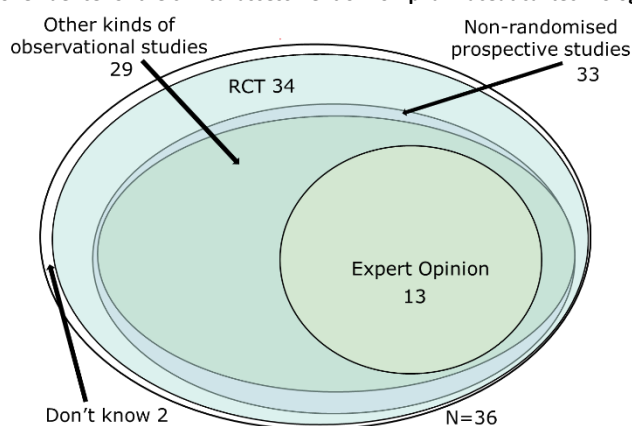 Other kinds of
observational studies
29
Non-randomised
prospective studies
33
RCT 34
Expert Opinion
13
Don't know 2
N=36